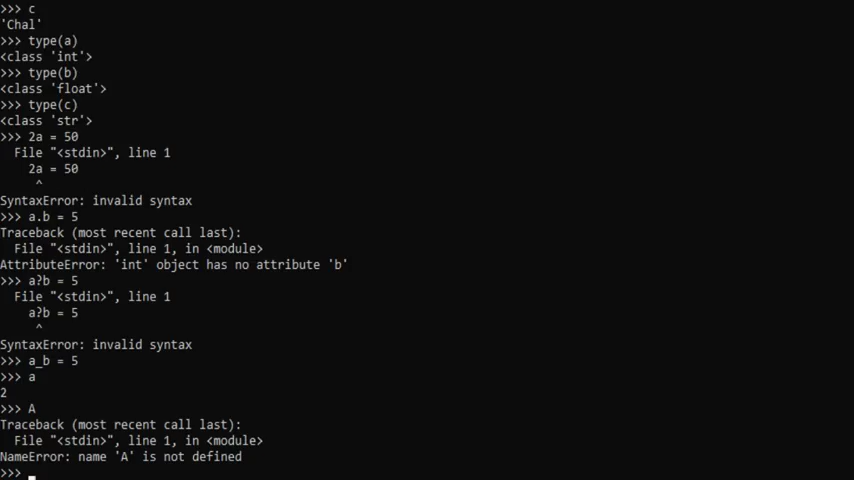 >>> c
'Chal'
>>> type(a)
<class 'int'>
>>> type(b)
<class 'float'>
>>> type(c)
<class 'str'>
>>> 2a = 50
  File "<stdin>", line 1
    2a = 50
     ^
SyntaxError: invalid syntax
>>> a.b = 5
Traceback (most recent call last):
  File "<stdin>", line 1, in <module>
AttributeError: 'int' object has no attribute 'b'
>>> a?b = 5
  File "<stdin>", line 1
    a?b = 5
     ^
SyntaxError: invalid syntax
>>> a_b = 5
>>> a
2
>>> A
Traceback (most recent call last):
  File "<stdin>", line 1, in <module>
NameError: name 'A' is not defined
>>>